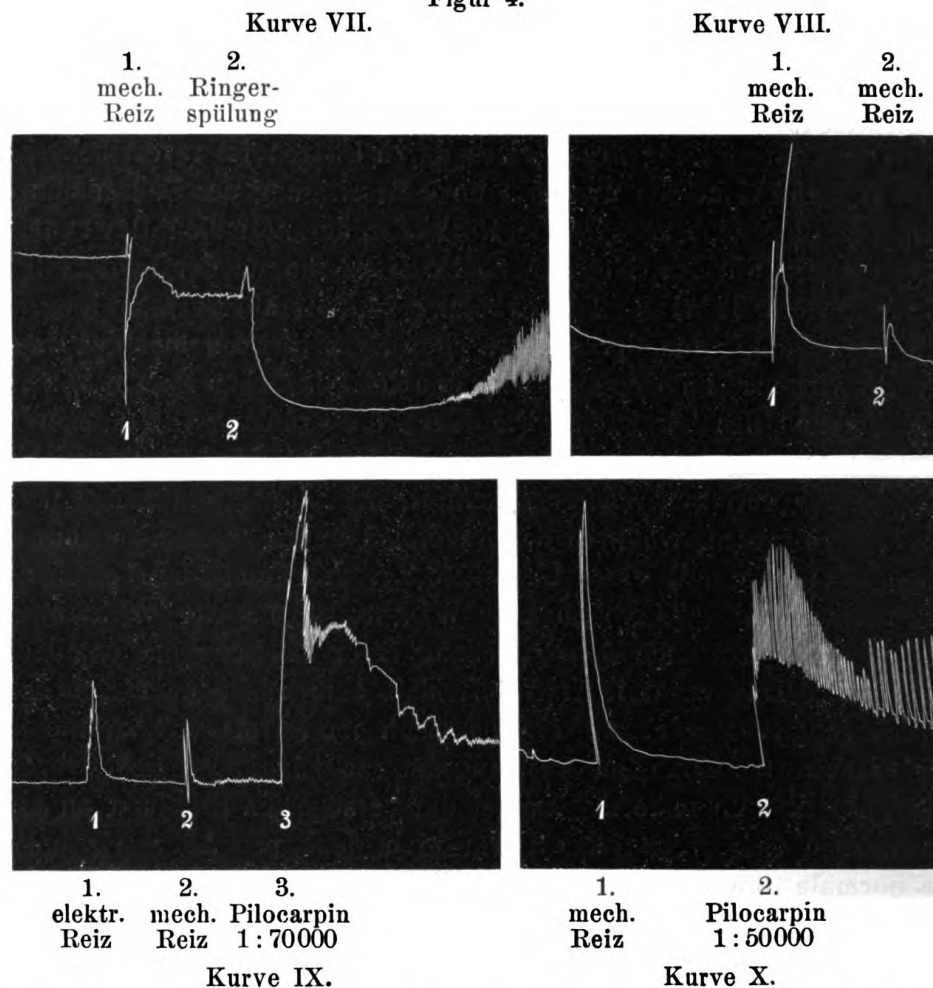 Figur 4.
Kurve VII.
1. mech. Reiz
2. Ringer-spülung
1 2
Kurve VIII.
1. mech. Reiz
2. mech. Reiz
1 2
1 2 3
1. elektr. Reiz
2. mech. Reiz
3. Pilocarpin 1 : 70000
Kurve IX.
1 2
1. mech. Reiz
2. Pilocarpin 1 : 50000
Kurve X.